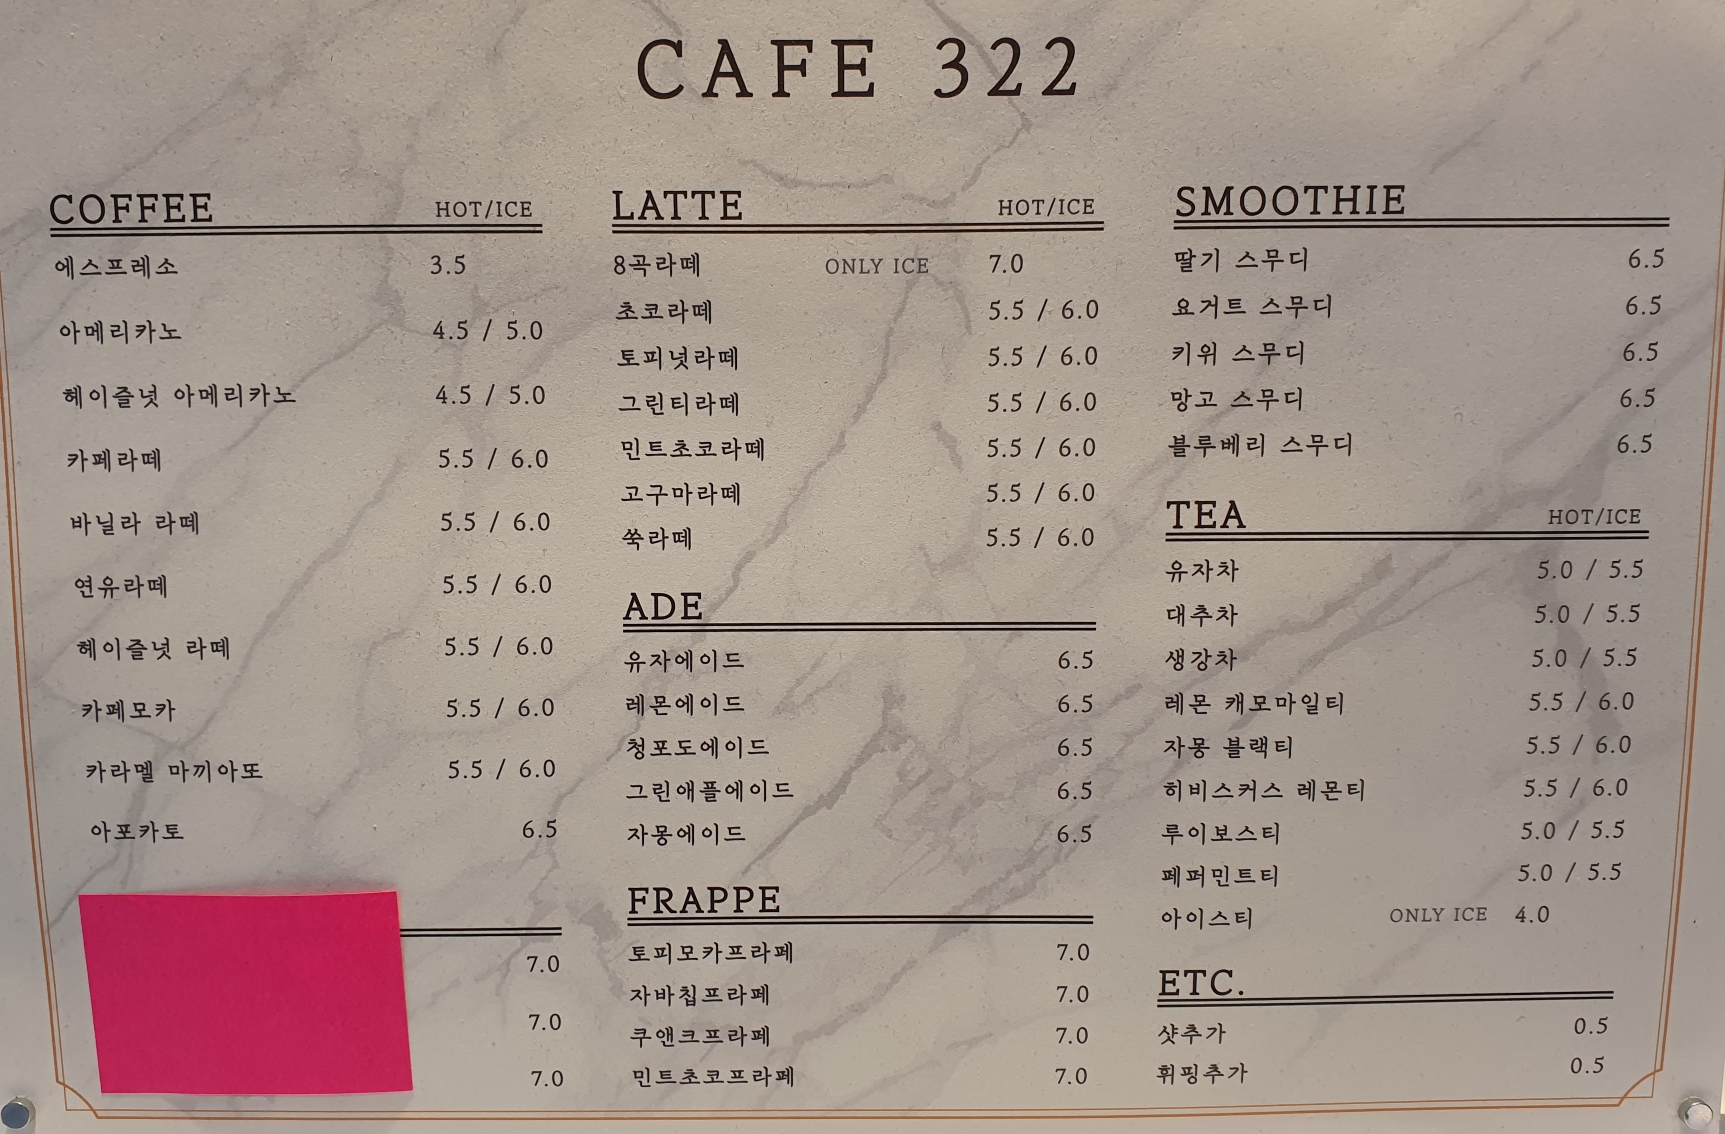 CAFE 322
COFFEE HOT/ICE
에스프레소 3.5
아메리카노 4.5 / 5.0
헤이즐넛 아메리카노 4.5 / 5.0
카페라떼 5.5 / 6.0
바닐라 라떼 5.5 / 6.0
연유라떼 5.5 / 6.0
헤이즐넛 라떼 5.5 / 6.0
카페모카 5.5 / 6.0
카라멜 마끼아또 5.5 / 6.0
아포카토 6.5
7.0
7.0
7.0
LATTE HOT/ICE
8곡라떼 ONLY ICE 7.0
초코라떼 5.5 / 6.0
토피넛라떼 5.5 / 6.0
그린티라떼 5.5 / 6.0
민트초코라떼 5.5 / 6.0
고구마라떼 5.5 / 6.0
쑥라떼 5.5 / 6.0
ADE
유자에이드 6.5
레몬에이드 6.5
청포도에이드 6.5
그린애플에이드 6.5
자몽에이드 6.5
FRAPPE
토피모카프라페 7.0
자바칩프라페 7.0
쿠앤크프라페 7.0
민트초코프라페 7.0
SMOOTHIE
딸기 스무디 6.5
요거트 스무디 6.5
키위 스무디 6.5
망고 스무디 6.5
블루베리 스무디 6.5
TEA HOT/ICE
유자차 5.0 / 5.5
대추차 5.0 / 5.5
생강차 5.0 / 5.5
레몬 캐모마일티 5.5 / 6.0
자몽 블랙티 5.5 / 6.0
히비스커스 레몬티 5.5 / 6.0
루이보스티 5.0 / 5.5
페퍼민트티 5.0 / 5.5
아이스티 ONLY ICE 4.0
ETC.
샷추가 0.5
휘핑추가 0.5